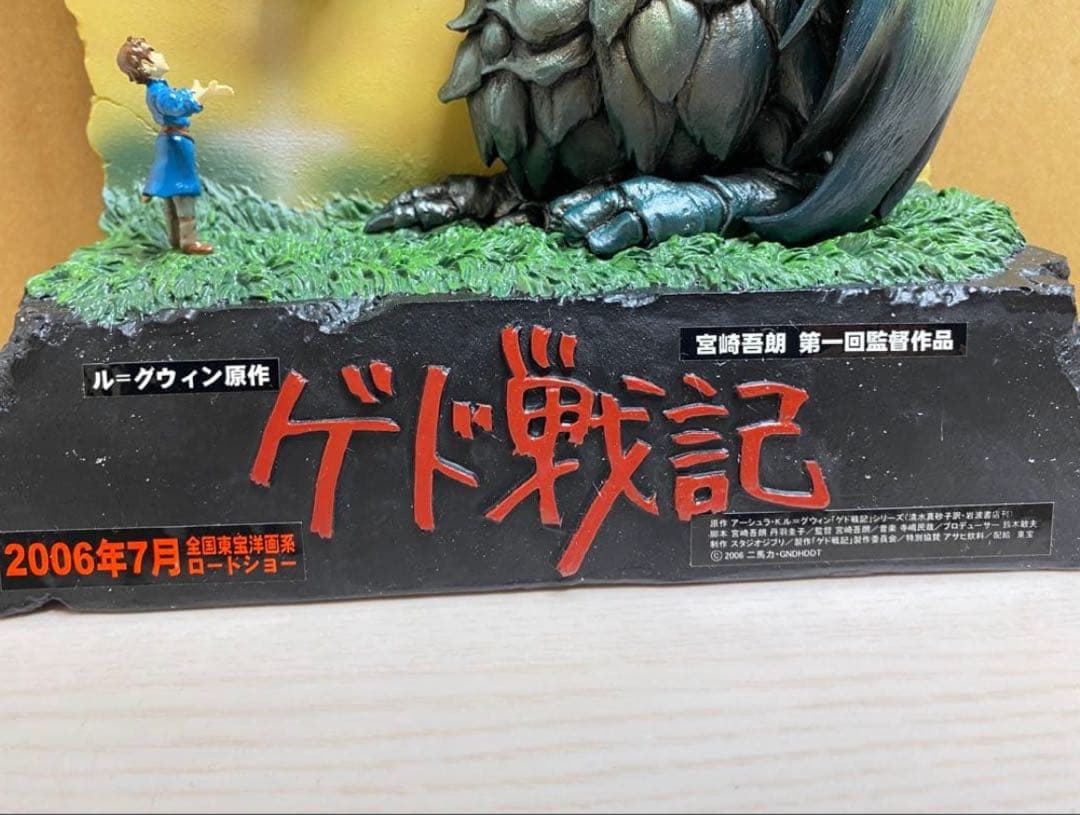 宮崎吾朗 第一回監督作品
ル＝グウィン原作
ゲド戦記
2006年7月 全国東宝洋画系
ロードショー
原作 アーシュラ・K.ル＝グウィン「ゲド戦記」シリーズ(清水真砂子訳・岩波書店刊)
脚本 宮崎吾朗 丹羽圭子／監督 宮崎吾朗／音楽 寺嶋民哉／プロデューサー 鈴木敏夫
制作 スタジオジブリ／製作「ゲド戦記」製作委員会／特別協賛 アサヒ飲料／配給 東宝
Ⓒ2006 二馬力・GNDHDDT